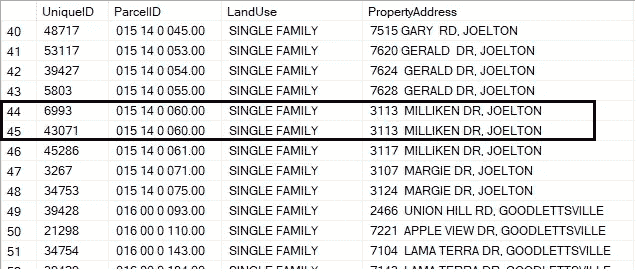 UniqueID ParcelID LandUse PropertyAddress
40 48717 015 14 0 045.00 SINGLE FAMILY 7515 GARY RD, JOELTON
41 53117 015 14 0 053.00 SINGLE FAMILY 7620 GERALD DR, JOELTON
42 39427 015 14 0 054.00 SINGLE FAMILY 7624 GERALD DR, JOELTON
43 5803 015 14 0 055.00 SINGLE FAMILY 7628 GERALD DR, JOELTON
44 6993 015 14 0 060.00 SINGLE FAMILY 3113 MILLIKEN DR, JOELTON
45 43071 015 14 0 060.00 SINGLE FAMILY 3113 MILLIKEN DR, JOELTON
46 45286 015 14 0 061.00 SINGLE FAMILY 3117 MILLIKEN DR, JOELTON
47 3267 015 14 0 071.00 SINGLE FAMILY 3107 MARGIE DR, JOELTON
48 34753 015 14 0 075.00 SINGLE FAMILY 3124 MARGIE DR, JOELTON
49 39428 016 00 0 093.00 SINGLE FAMILY 2466 UNION HILL RD, GOODLETTSVILLE
50 21298 016 00 0 110.00 SINGLE FAMILY 7221 APPLE VIEW DR, GOODLETTSVILLE
51 34754 016 00 0 143.00 SINGLE FAMILY 7104 LAMA TERRA DR, GOODLETTSVILLE